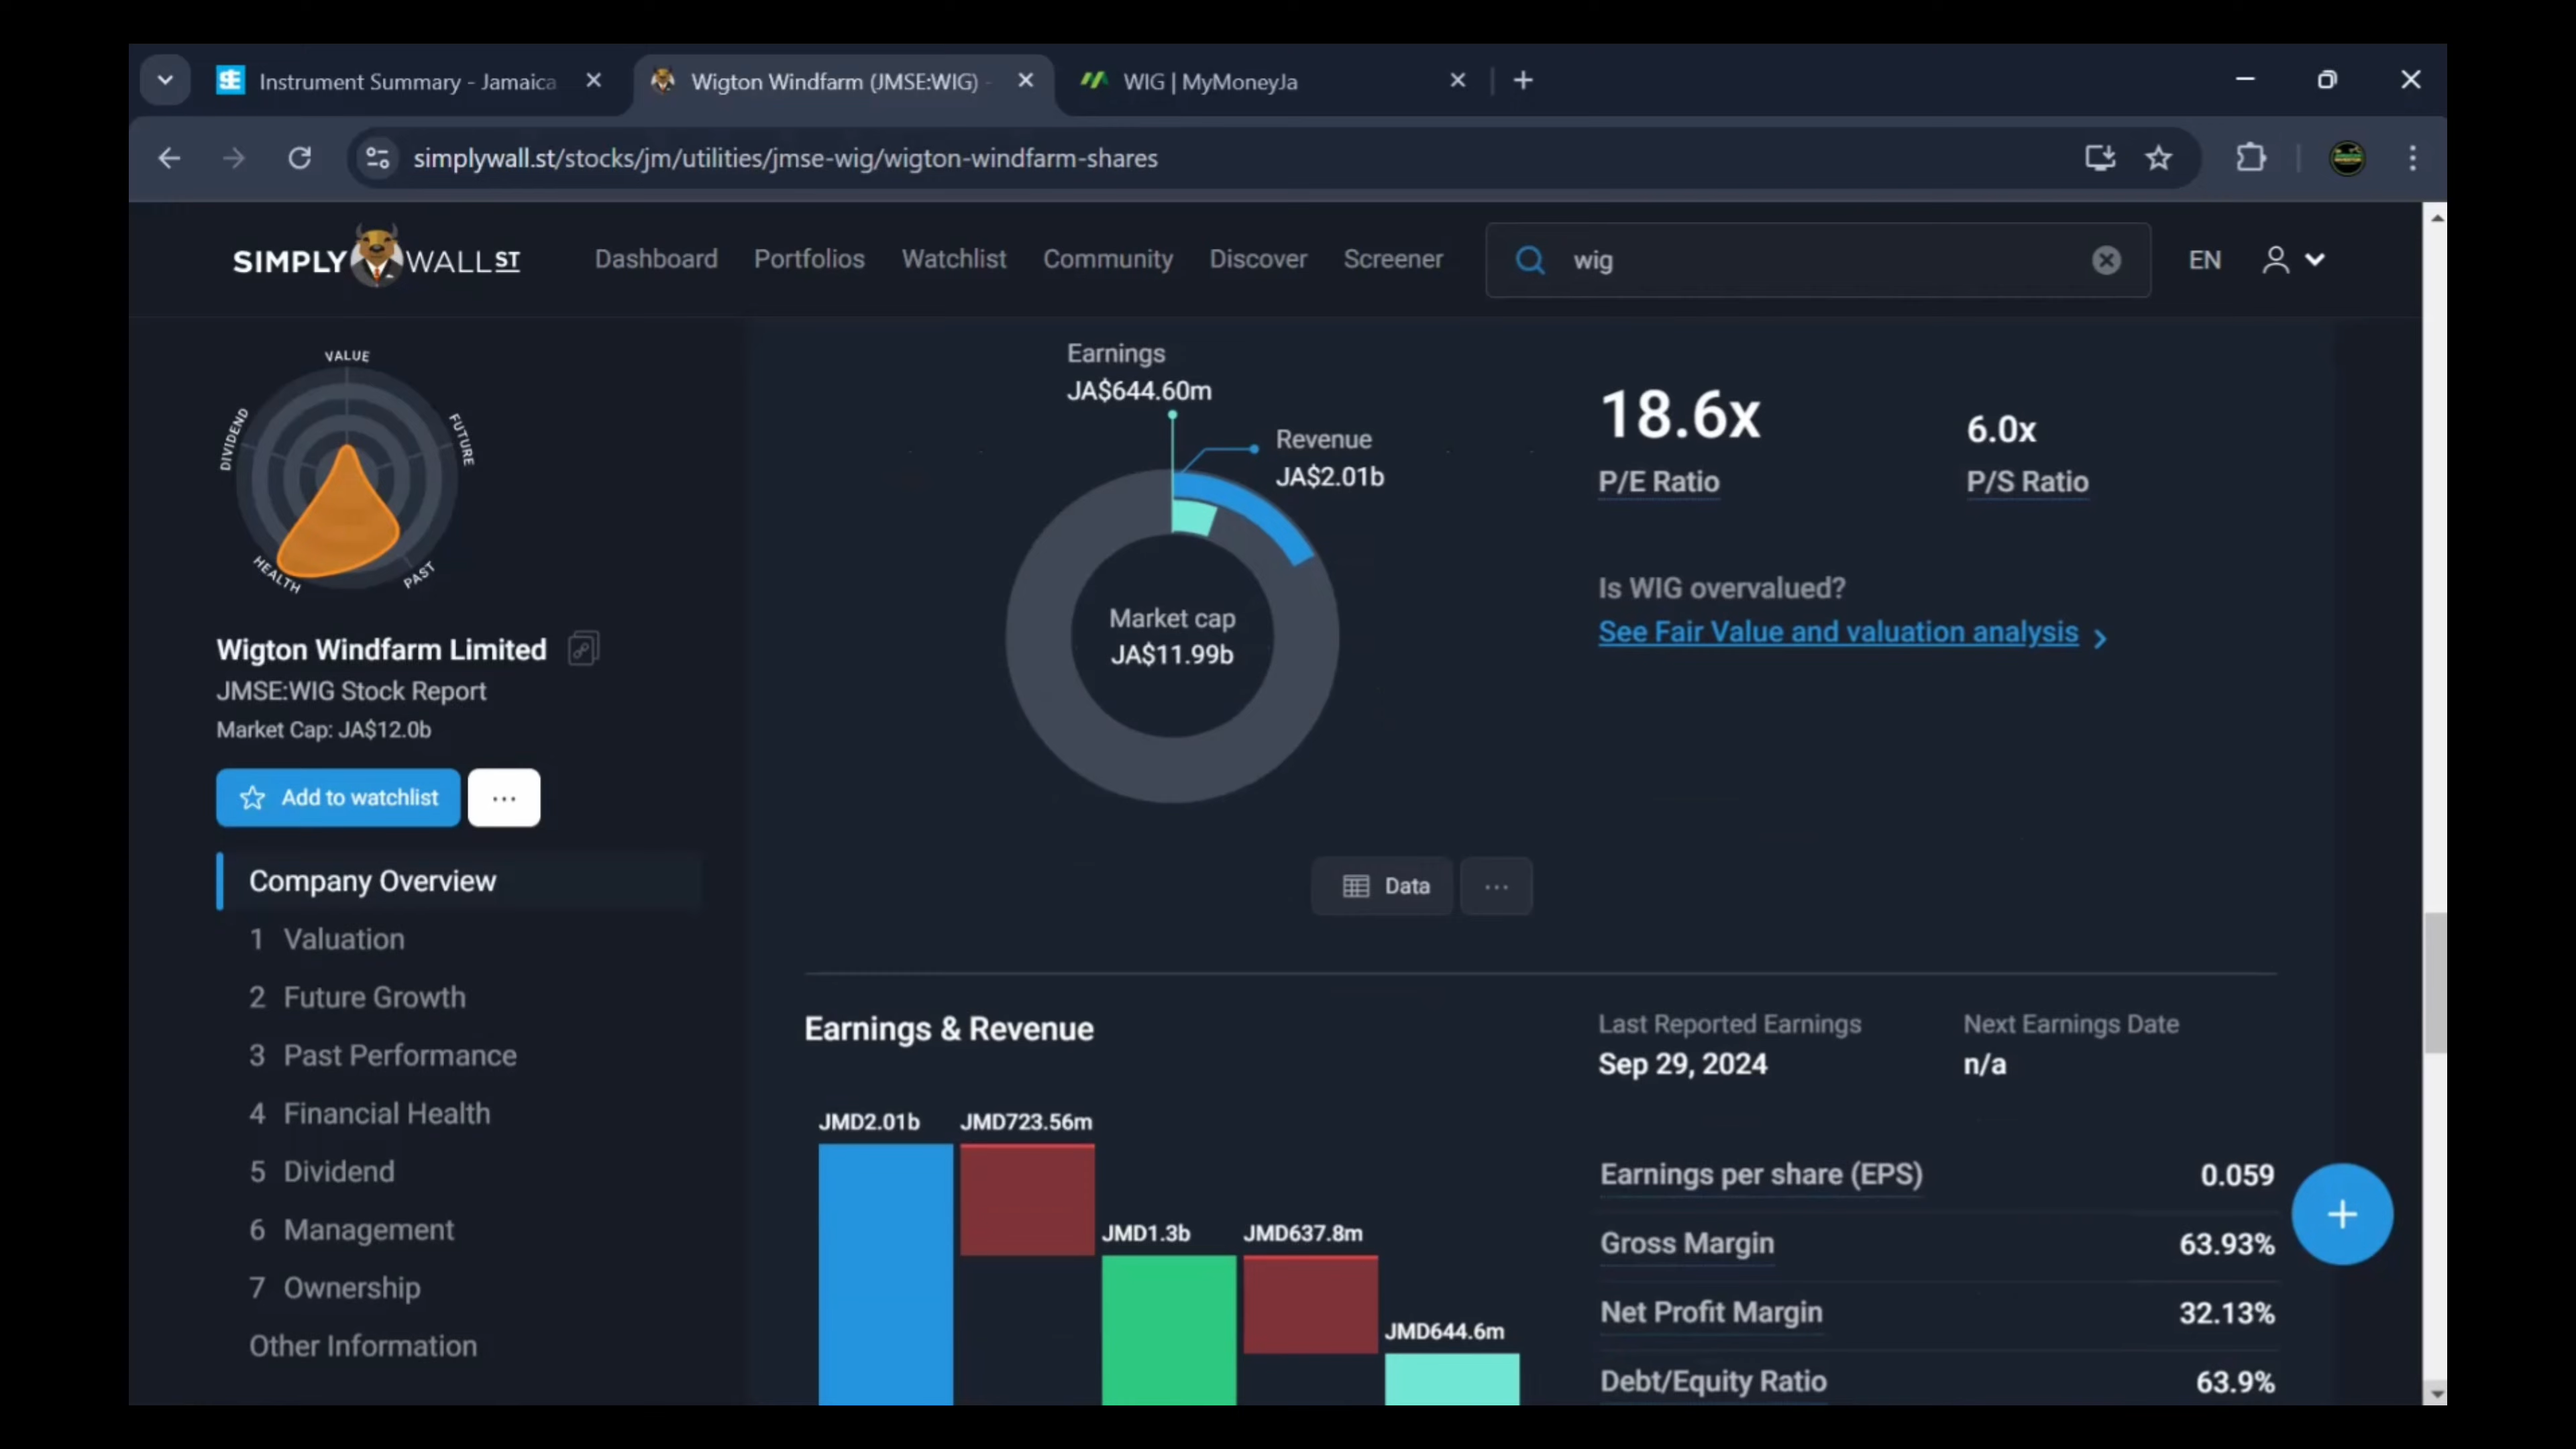 Instrument Summary - Jamaica
Wigton Windfarm (JMSE:WIG) -
WIG | MyMoneyJa
simplywall.st/stocks/jm/utilities/jmse-wig/wigton-windfarm-shares
SIMPLY WALL ST
Dashboard
Portfolios
Watchlist
Community
Discover
Screener
wig
EN
VALUE
FUTURE
PAST
HEALTH
DIVIDEND
Wigton Windfarm Limited
JMSE:WIG Stock Report
Market Cap: JA$12.0b
Add to watchlist
Company Overview
1 Valuation
2 Future Growth
3 Past Performance
4 Financial Health
5 Dividend
6 Management
7 Ownership
Other Information
Earnings
JA$644.60m
Revenue
JA$2.01b
Market cap
JA$11.99b
18.6x
P/E Ratio
6.0x
P/S Ratio
Is WIG overvalued?
See Fair Value and valuation analysis
Data
Earnings & Revenue
JMD2.01b
JMD723.56m
JMD1.3b
JMD637.8m
JMD644.6m
Last Reported Earnings
Sep 29, 2024
Next Earnings Date
n/a
Earnings per share (EPS) 0.059
Gross Margin 63.93%
Net Profit Margin 32.13%
Debt/Equity Ratio 63.9%